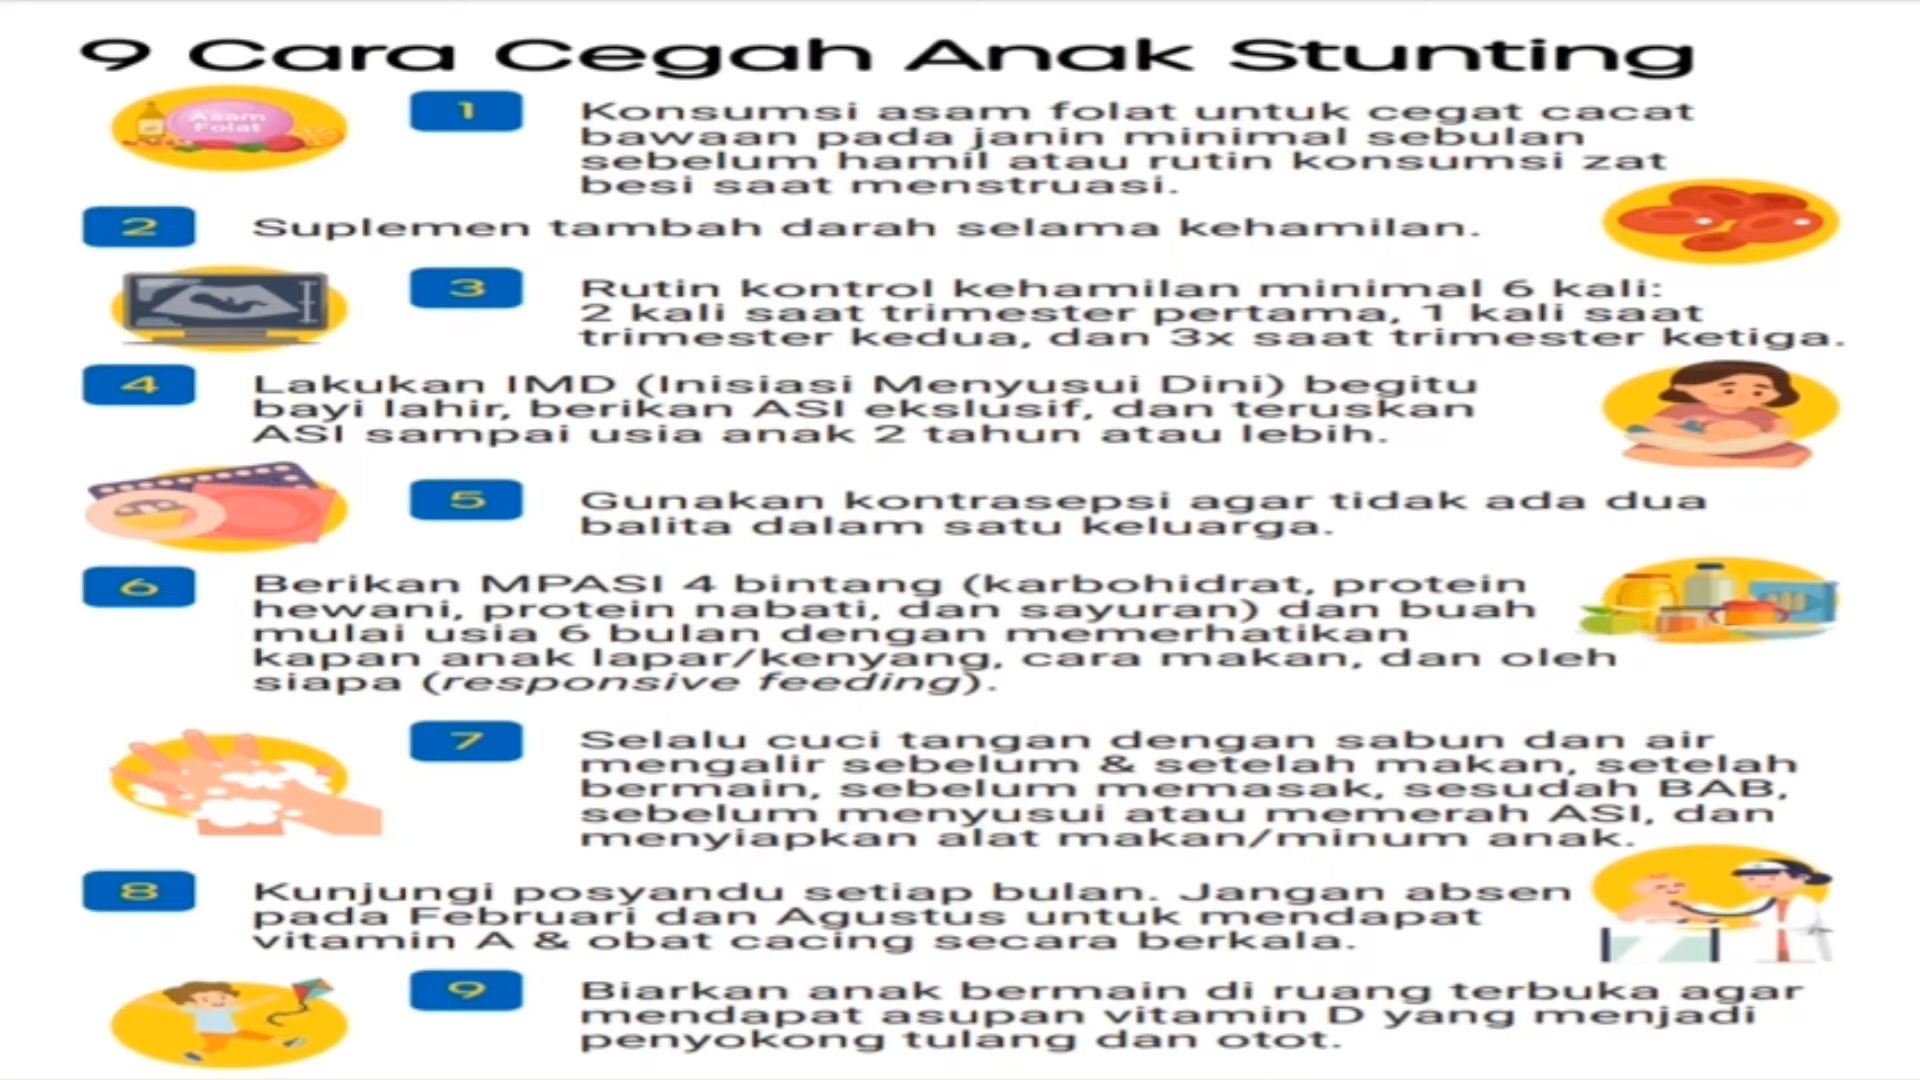 9 Cara Cegah Anak Stunting
Asam
Folat
1
Konsumsi asam folat untuk cegat cacat
bawaan pada janin minimal sebulan
sebelum hamil atau rutin konsumsi zat
besi saat menstruasi.
2
Suplemen tambah darah selama kehamilan.
3
Rutin kontrol kehamilan minimal 6 kali:
2 kali saat trimester pertama, 1 kali saat
trimester kedua, dan 3x saat trimester ketiga.
4
Lakukan IMD (Inisiasi Menyusui Dini) begitu
bayi lahir, berikan ASI ekslusif, dan teruskan
ASI sampai usia anak 2 tahun atau lebih.
5
Gunakan kontrasepsi agar tidak ada dua
balita dalam satu keluarga.
6
Berikan MPASI 4 bintang (karbohidrat, protein
hewani, protein nabati, dan sayuran) dan buah
mulai usia 6 bulan dengan memerhatikan
kapan anak lapar/kenyang, cara makan, dan oleh
siapa (responsive feeding).
7
Selalu cuci tangan dengan sabun dan air
mengalir sebelum & setelah makan, setelah
bermain, sebelum memasak, sesudah BAB,
sebelum menyusui atau memerah ASI, dan
menyiapkan alat makan/minum anak.
8
Kunjungi posyandu setiap bulan. Jangan absen
pada Februari dan Agustus untuk mendapat
vitamin A & obat cacing secara berkala.
9
Biarkan anak bermain di ruang terbuka agar
mendapat asupan vitamin D yang menjadi
penyokong tulang dan otot.